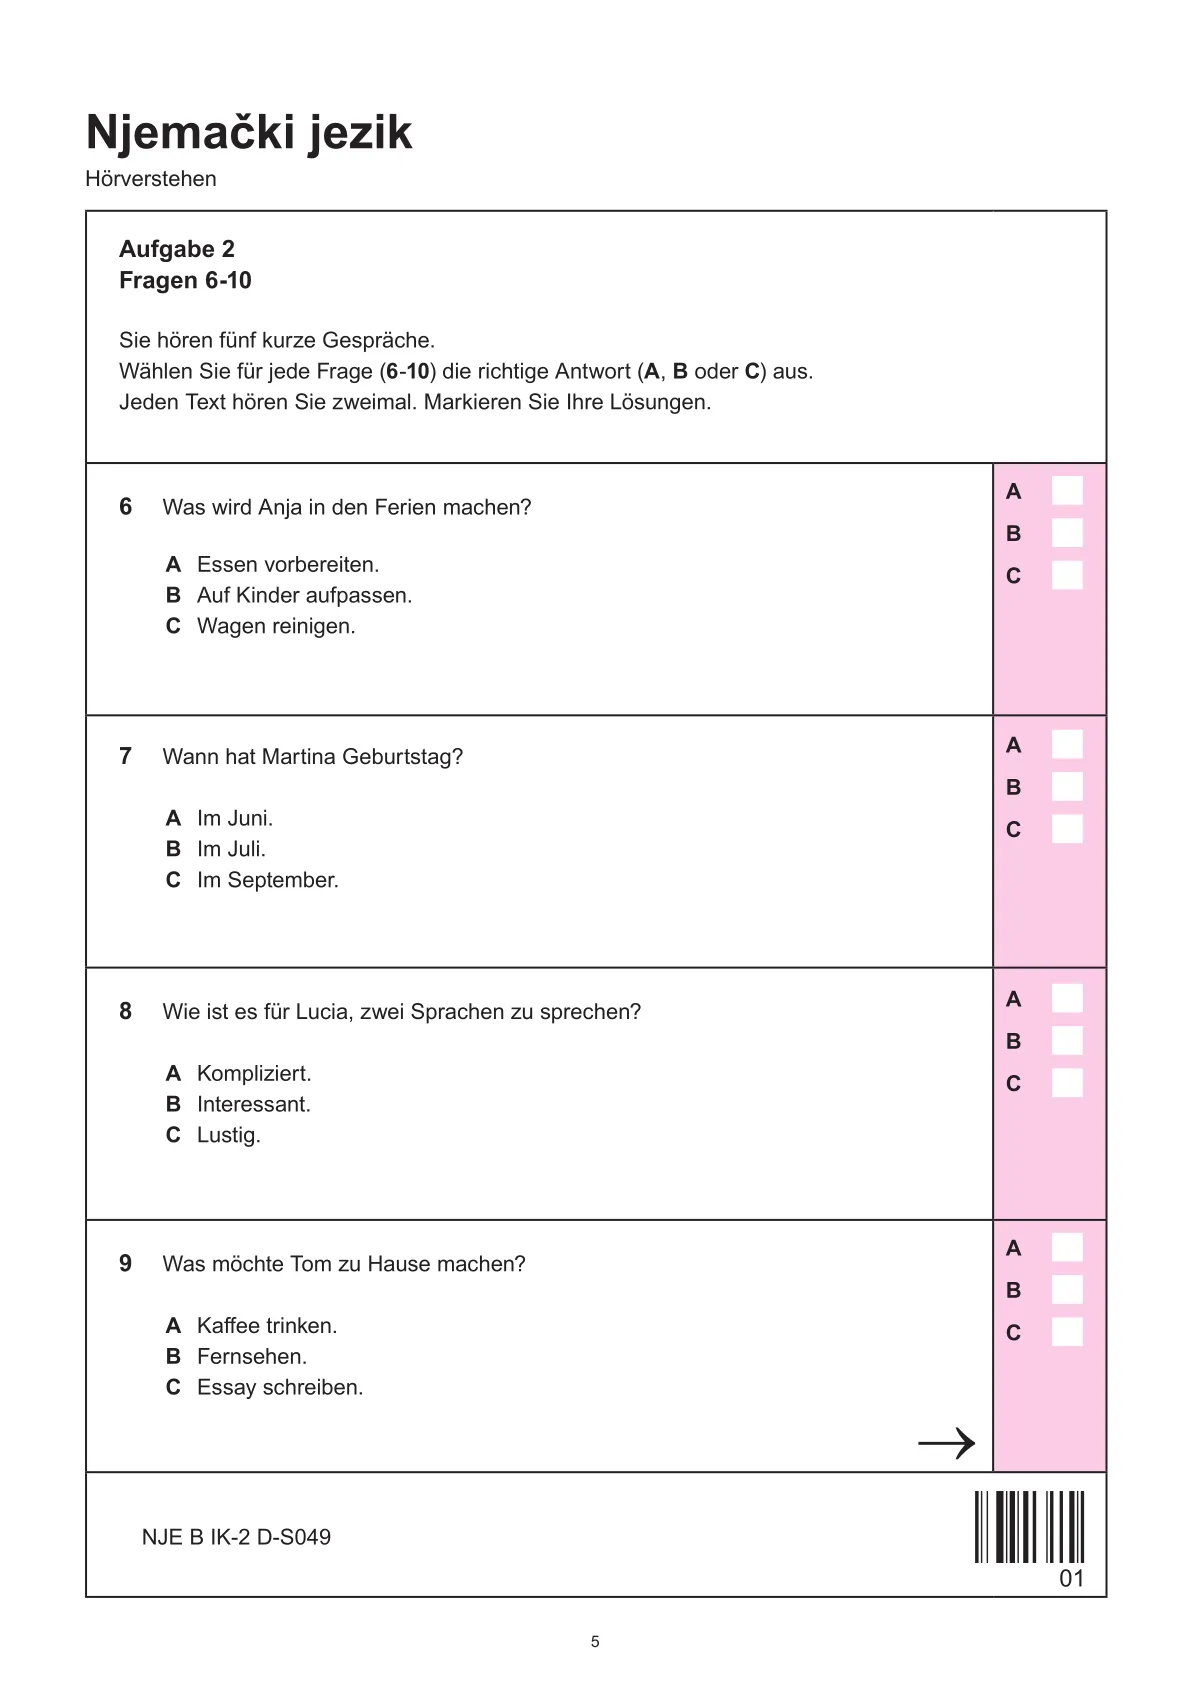 Njemački jezik
Hörverstehen
Aufgabe 2
Fragen 6-10
Sie hören fünf kurze Gespräche.
Wählen Sie für jede Frage (6-10) die richtige Antwort (A, B oder C) aus.
Jeden Text hören Sie zweimal. Markieren Sie Ihre Lösungen.
6 Was wird Anja in den Ferien machen?
A Essen vorbereiten.
B Auf Kinder aufpassen.
C Wagen reinigen.
A
B
C
7 Wann hat Martina Geburtstag?
A Im Juni.
B Im Juli.
C Im September.
A
B
C
8 Wie ist es für Lucia, zwei Sprachen zu sprechen?
A Kompliziert.
B Interessant.
C Lustig.
A
B
C
9 Was möchte Tom zu Hause machen?
A Kaffee trinken.
B Fernsehen.
C Essay schreiben.
A
B
C
NJE B IK-2 D-S049
01
5